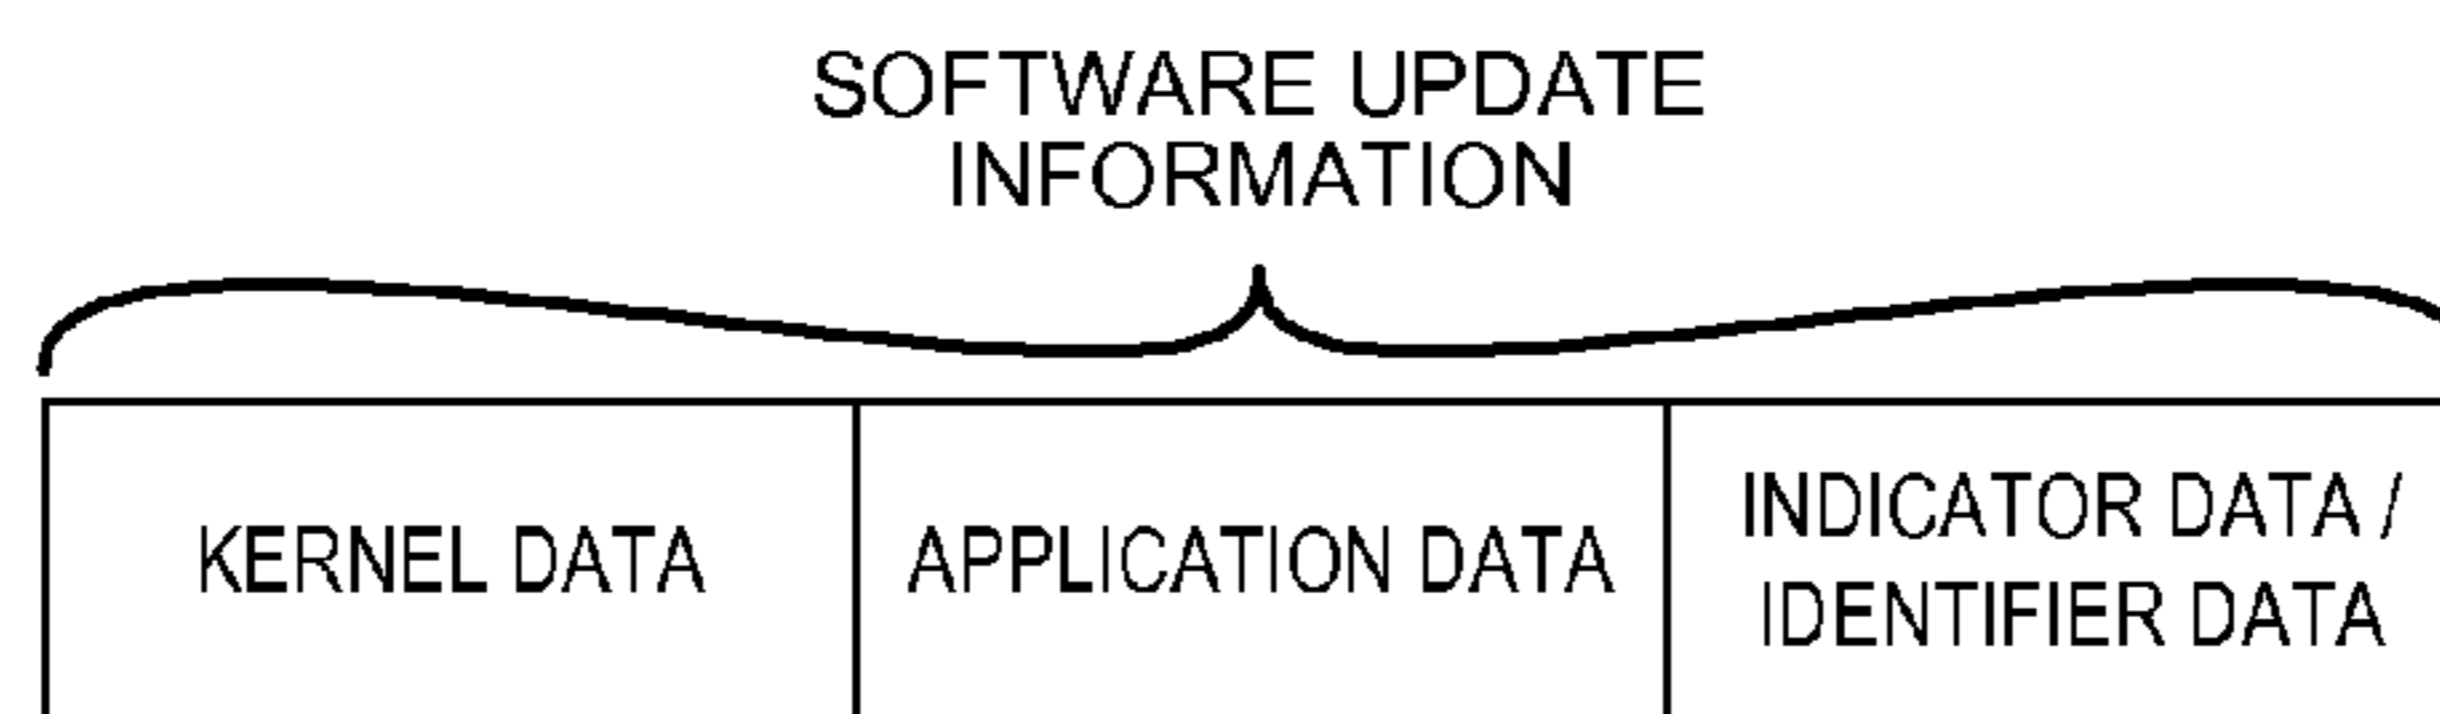 SOFTWARE UPDATE
INFORMATION
KERNEL DATA
APPLICATION DATA
INDICATOR DATA /
IDENTIFIER DATA